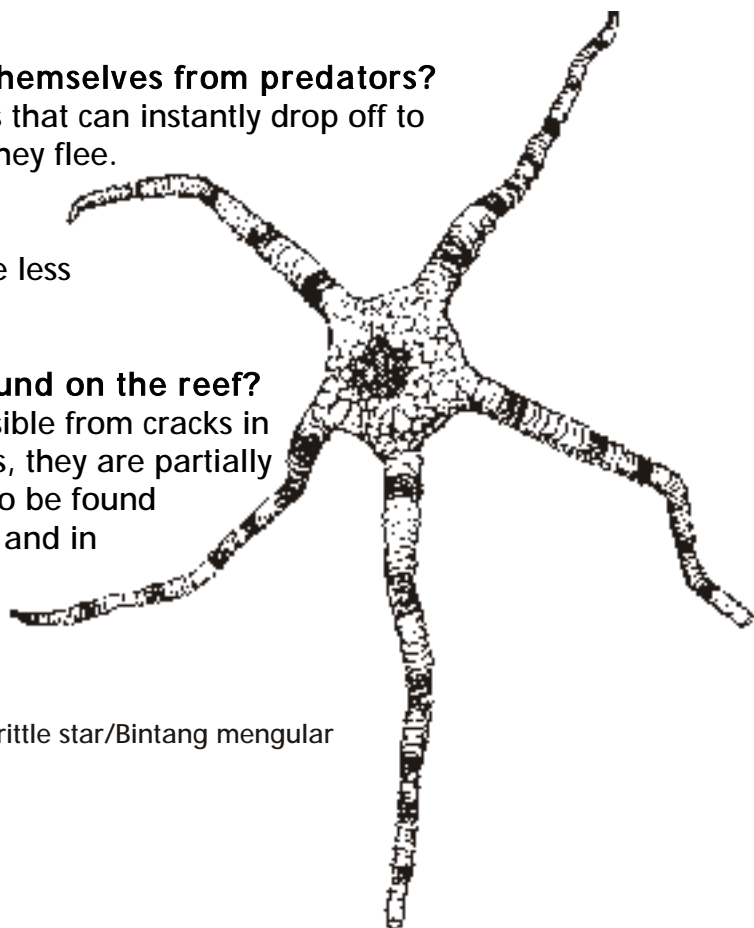 hemselves from predators?
s that can instantly drop off to
hey flee.
e less
und on the reef?
sible from cracks in
s, they are partially
o be found
and in
rittle star/Bintang mengular